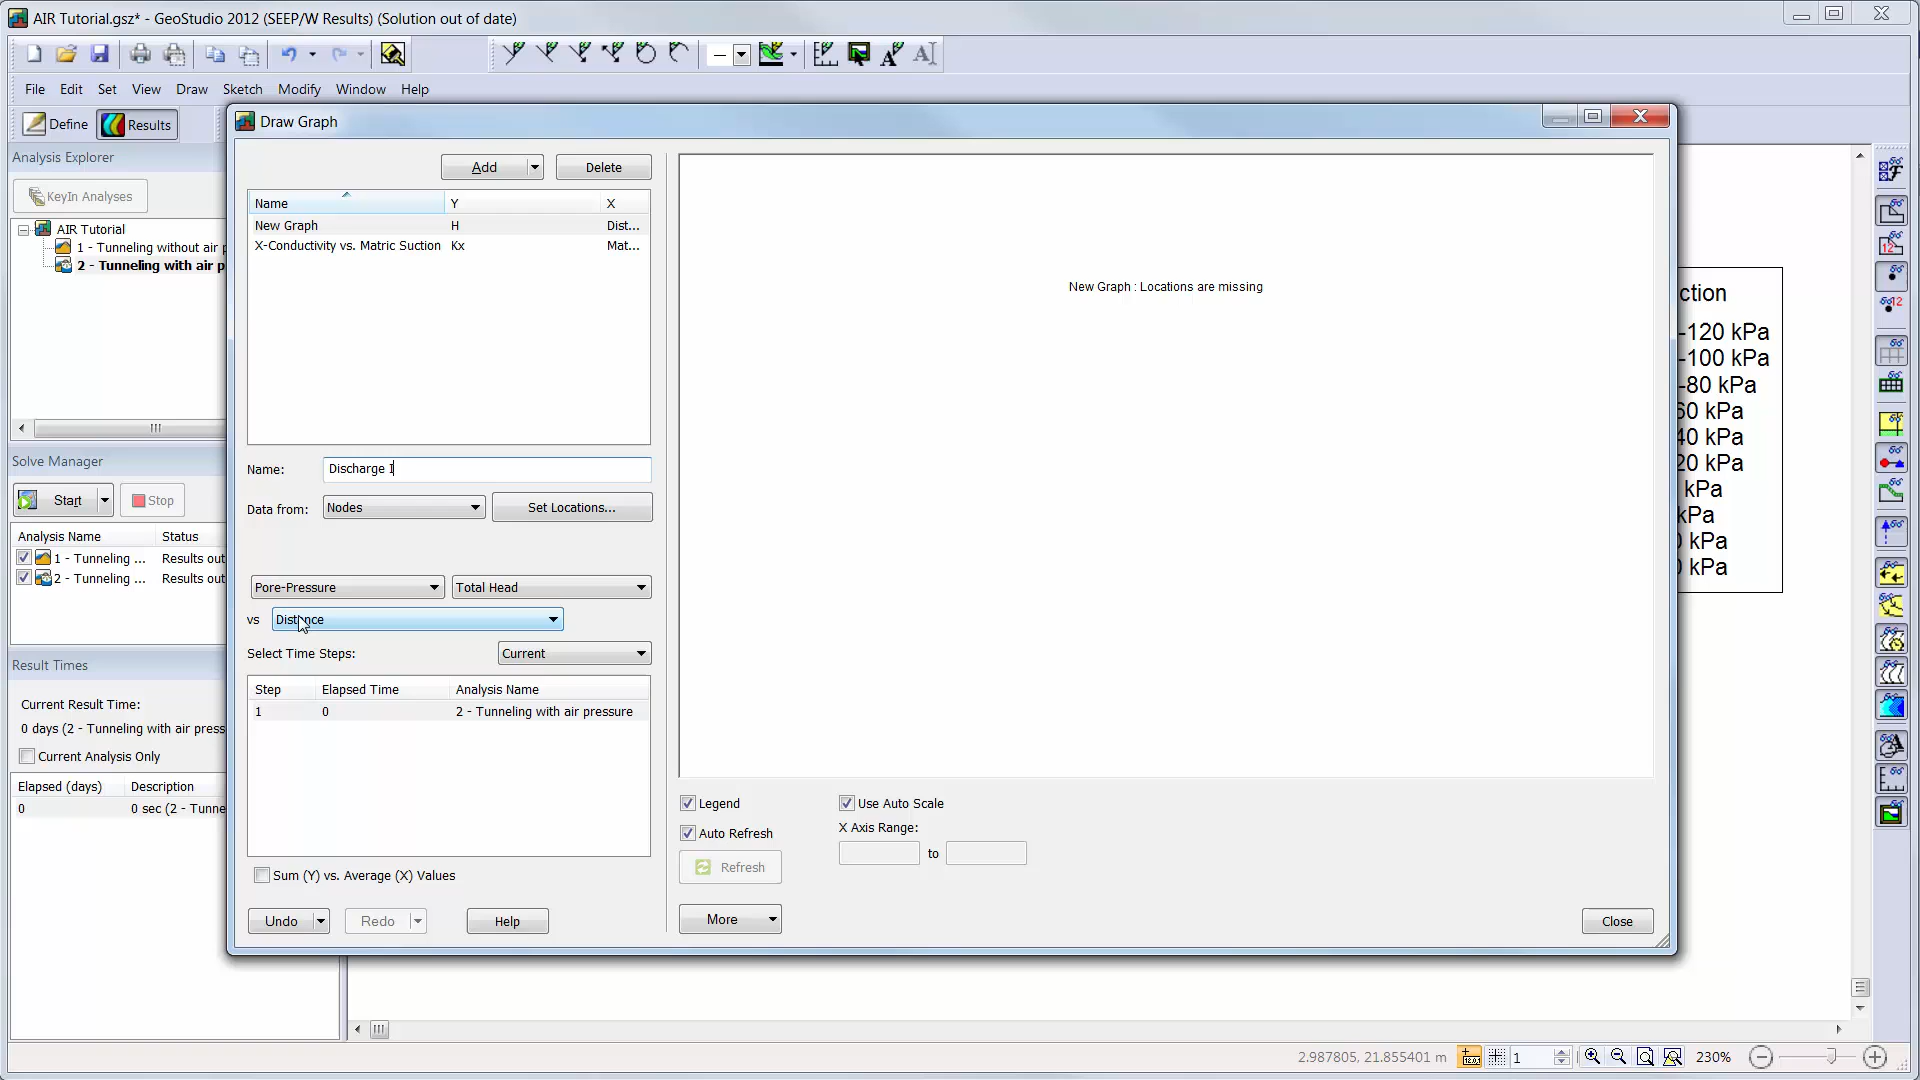 AIR Tutorial.gsz* - GeoStudio 2012 (SEEP/W Results) (Solution out of date)
File Edit Set View Draw Sketch Modify Window Help
Define Results
Analysis Explorer
KeyIn Analyses
AIR Tutorial
1 - Tunneling without air p
2 - Tunneling with air p
Solve Manager
Start Stop
Analysis Name Status
1 - Tunneling ... Results out
2 - Tunneling ... Results out
Result Times
Current Result Time:
0 days (2 - Tunneling with air press
Current Analysis Only
Elapsed (days) Description
0 0 sec (2 - Tunne
Draw Graph
Add Delete
Name Y X
New Graph H Dist...
X-Conductivity vs. Matric Suction Kx Mat...
Name: Discharge I
Data from: Nodes Set Locations...
Pore-Pressure Total Head
vs Distance
Select Time Steps: Current
Step Elapsed Time Analysis Name
1 0 2 - Tunneling with air pressure
Sum (Y) vs. Average (X) Values
Undo Redo Help
New Graph : Locations are missing
Legend
Auto Refresh
Refresh
Use Auto Scale
X Axis Range:
to
More
Close
ction
-120 kPa
-100 kPa
-80 kPa
60 kPa
40 kPa
20 kPa
kPa
kPa
0 kPa
0 kPa
2.987805, 21.855401 m 1 230%